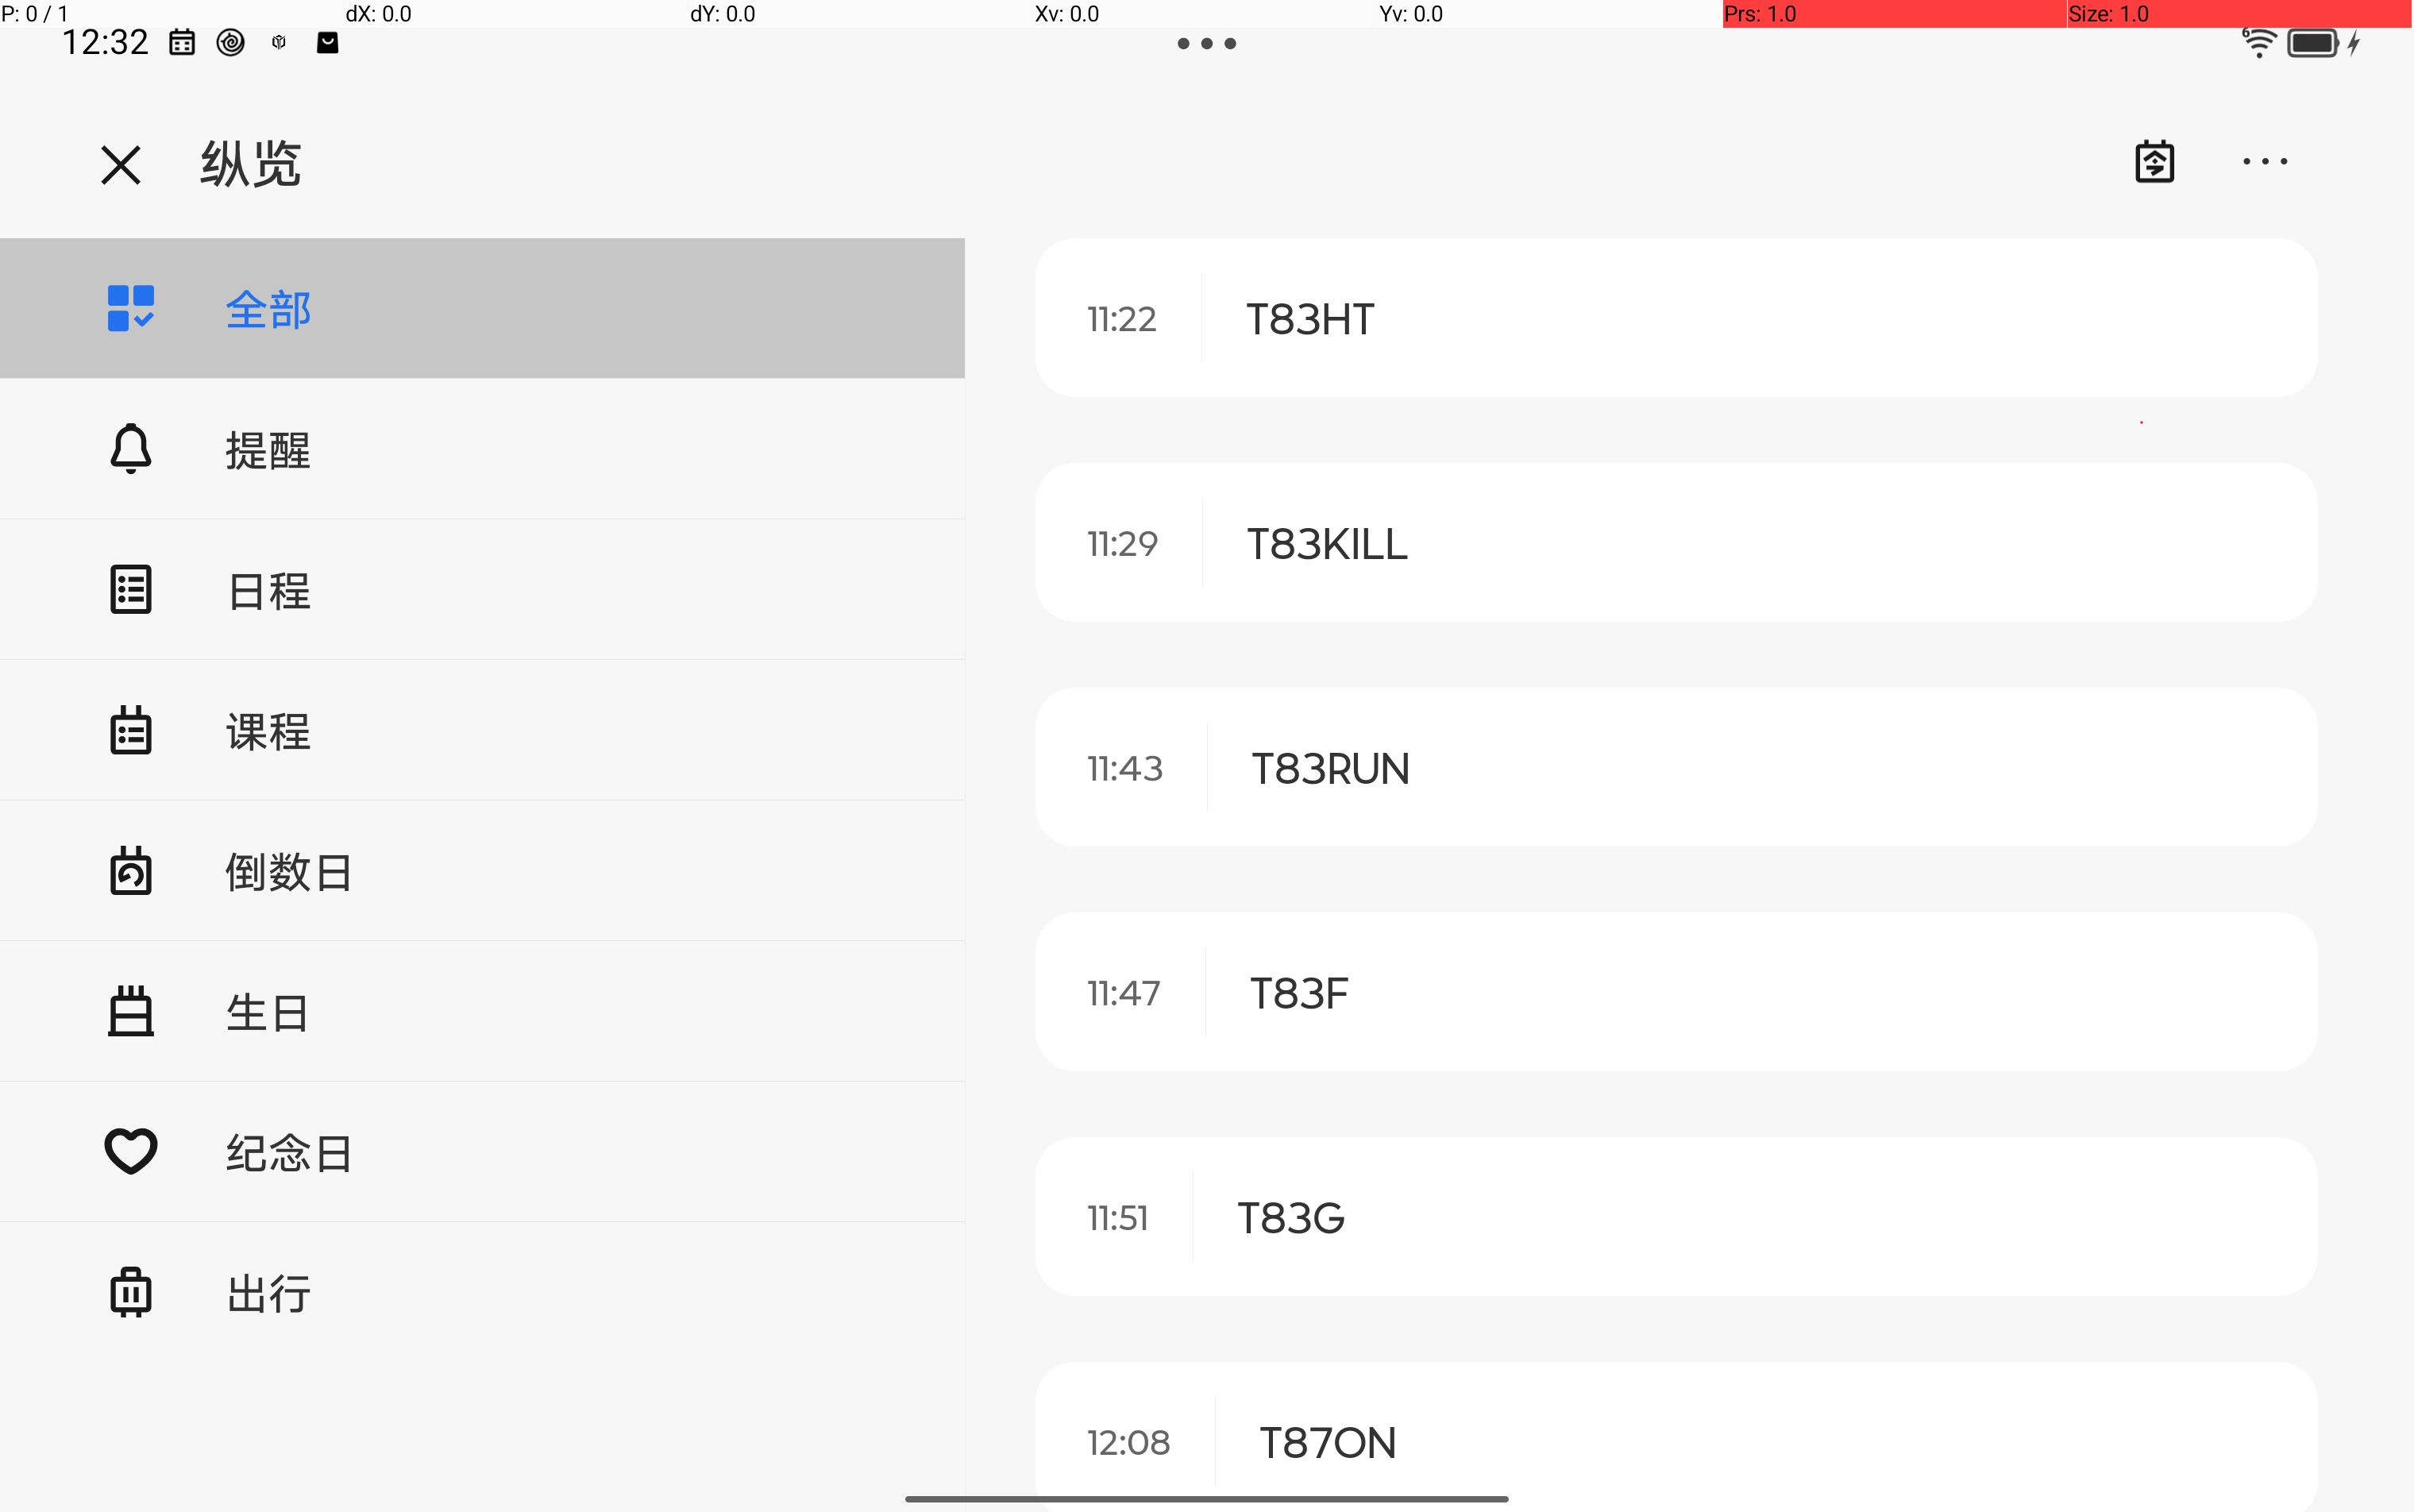 P: 0 / 1 dX: 0.0 dY: 0.0 Xv: 0.0 Yv: 0.0 Prs: 1.0 Size: 1.0
12:32
6
纵览
今
全部
提醒
日程
课程
倒数日
生日
纪念日
出行
11:22 T83HT
11:29 T83KILL
11:43 T83RUN
11:47 T83F
11:51 T83G
12:08 T87ON